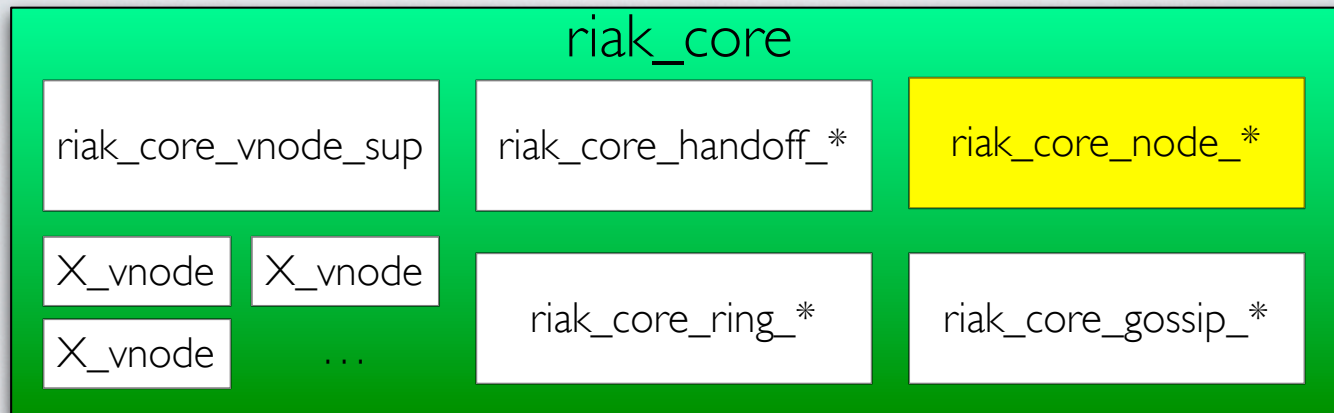 riak_core
riak_core_vnode_sup
riak_core_handoff_*
riak_core_node_*
X_vnode
X_vnode
X_vnode
...
riak_core_ring_*
riak_core_gossip_*